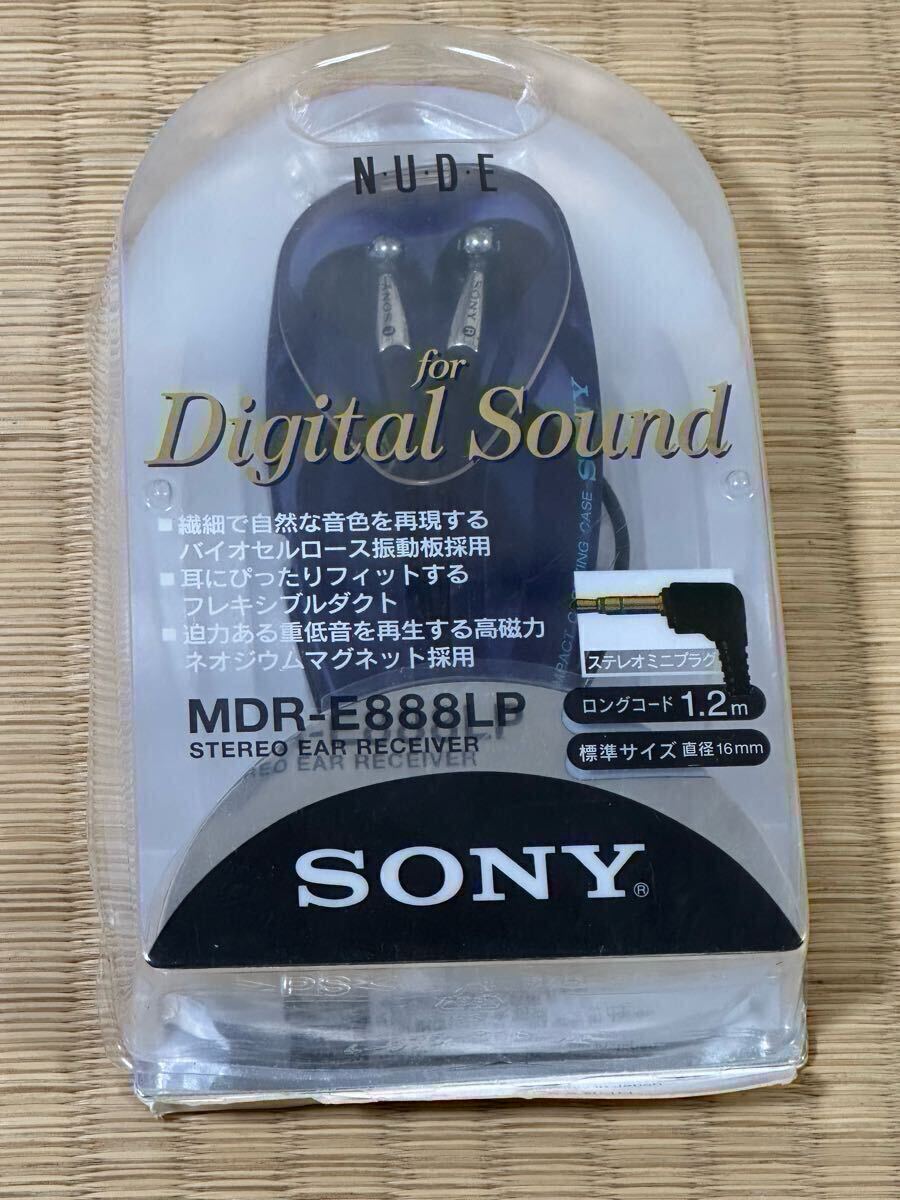 N·U·D·E
SONY L
SONY R
for
Digital Sound
SONY
■ 繊細で自然な音色を再現する
バイオセルロース振動板採用
■ 耳にぴったりフィットする
フレキシブルダクト
■ 迫力ある重低音を再生する高磁力
ネオジウムマグネット採用
CASE
ステレオミニプラグ
ロングコード 1.2m
標準サイズ 直径16mm
MDR-E888LP
STEREO EAR RECEIVER
SONY®
>PS<